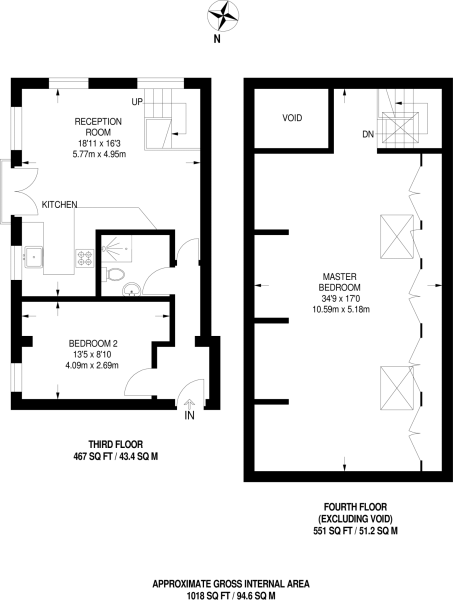 N
UP
RECEPTION
ROOM
18'11 x 16'3
5.77m x 4.95m
KITCHEN
BEDROOM 2
13'5 x 8'10
4.09m x 2.69m
IN
THIRD FLOOR
467 SQ FT / 43.4 SQ M
VOID
DN
MASTER
BEDROOM
34'9 x 17'0
10.59m x 5.18m
FOURTH FLOOR
(EXCLUDING VOID)
551 SQ FT / 51.2 SQ M
APPROXIMATE GROSS INTERNAL AREA
1018 SQ FT / 94.6 SQ M